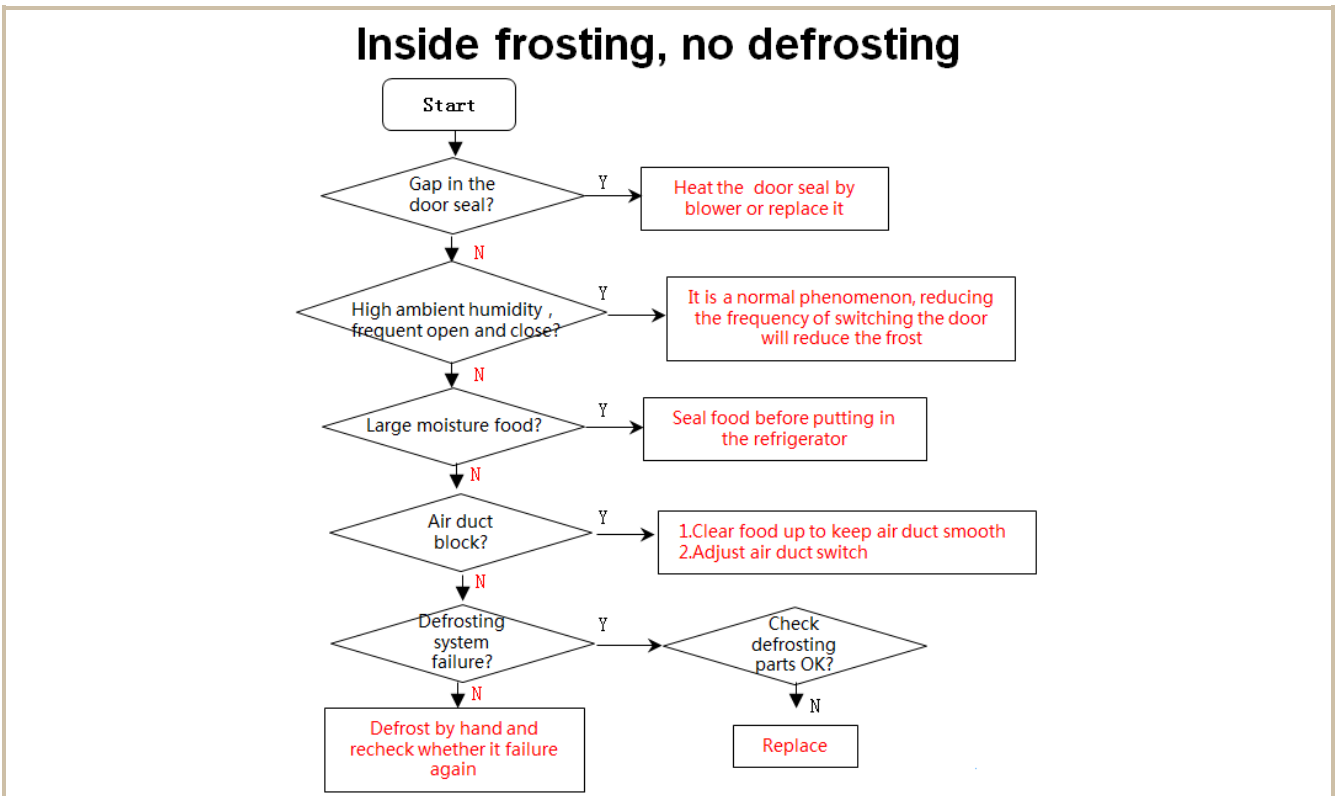 Inside frosting, no defrosting
Start
Gap in the
door seal?
Y
Heat the door seal by
blower or replace it
N
High ambient humidity ,
frequent open and close?
Y
It is a normal phenomenon, reducing
the frequency of switching the door
will reduce the frost
N
Large moisture food?
Y
Seal food before putting in
the refrigerator
N
Air duct
block?
Y
1.Clear food up to keep air duct smooth
2.Adjust air duct switch
N
Defrosting
system
failure?
Y
Check
defrosting
parts OK?
N
Defrost by hand and
recheck whether it failure
again
N
Replace